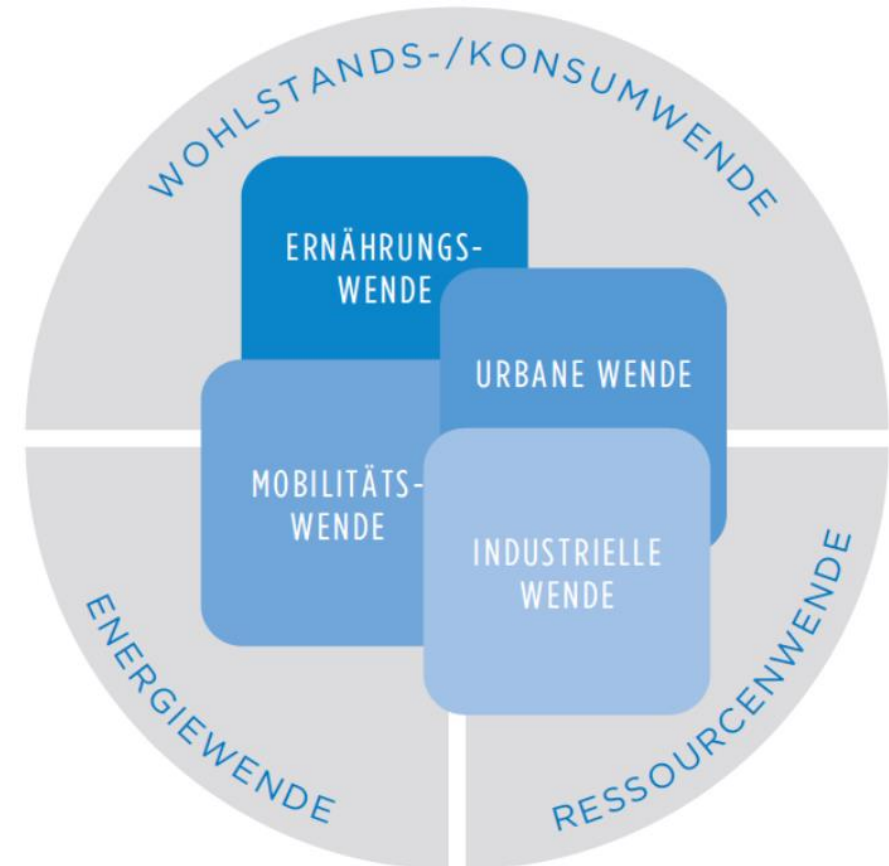 WOHLSTANDS-/KONSUMWENDE
ERNÄHRUNGS-
WENDE
URBANE WENDE
MOBILITÄTS-
WENDE
INDUSTRIELLE
WENDE
ENERGIEWENDE
RESSOURCENWENDE